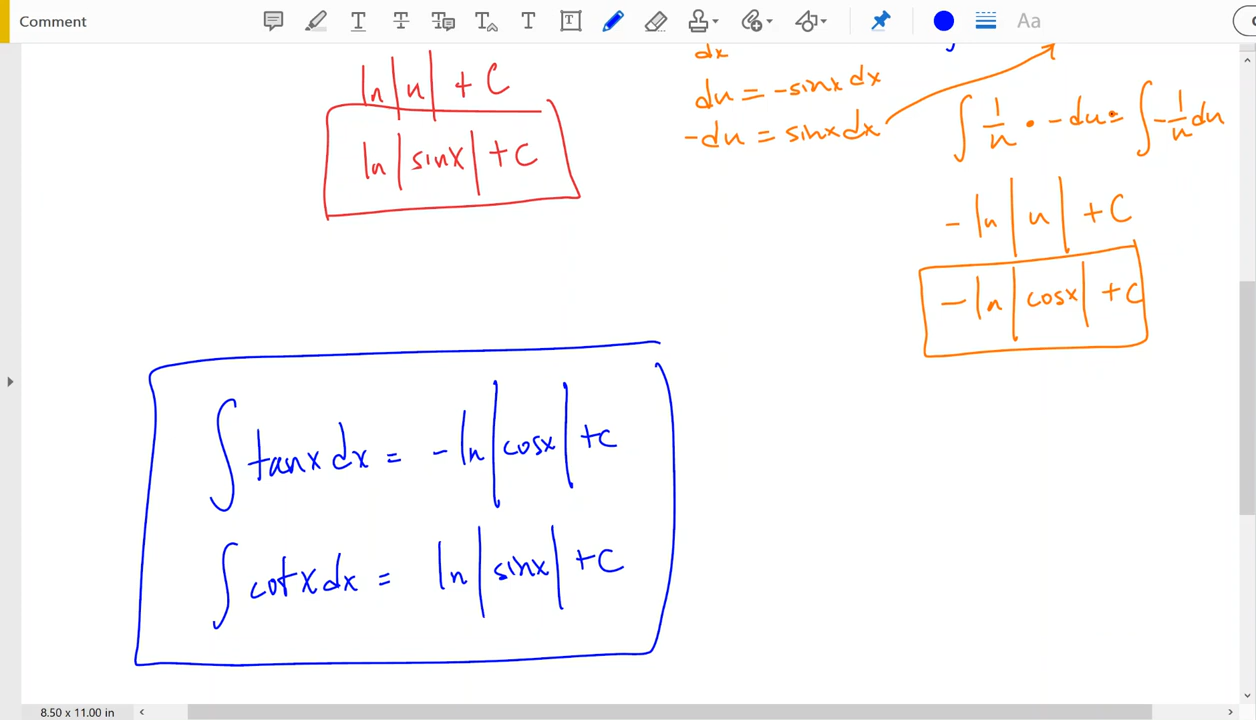 Comment
Aa
ln|u| + C
ln|sinx| + C
dx
du = -sinx dx
-du = sinx dx
∫ 1/u • -du = ∫ -1/u du
-ln|u| + C
-ln|cosx| + C
∫ tanx dx = -ln|cosx| + C
∫ cotx dx = ln|sinx| + C
8.50 x 11.00 in